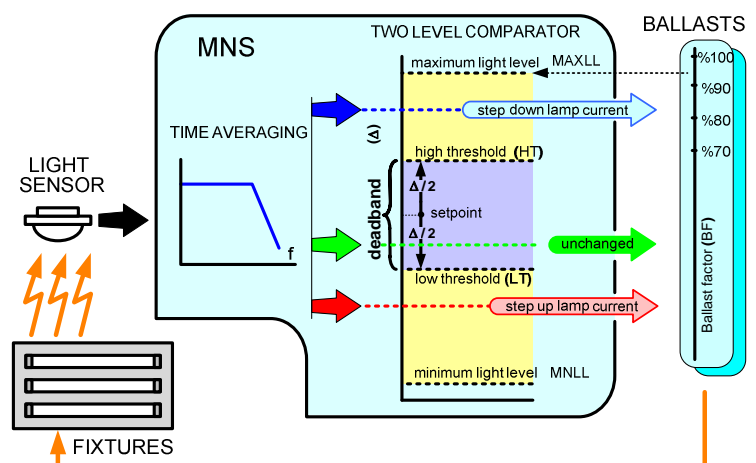 MNS
TWO LEVEL COMPARATOR
BALLASTS
maximum light level
MAXLL
%100
%90
%80
%70
step down lamp current
(Δ)
TIME AVERAGING
high threshold (HT)
LIGHT
SENSOR
Δ/2
deadband
setpoint
Δ/2
f
unchanged
low threshold (LT)
step up lamp current
Ballast factor (BF)
minimum light level
MNLL
FIXTURES